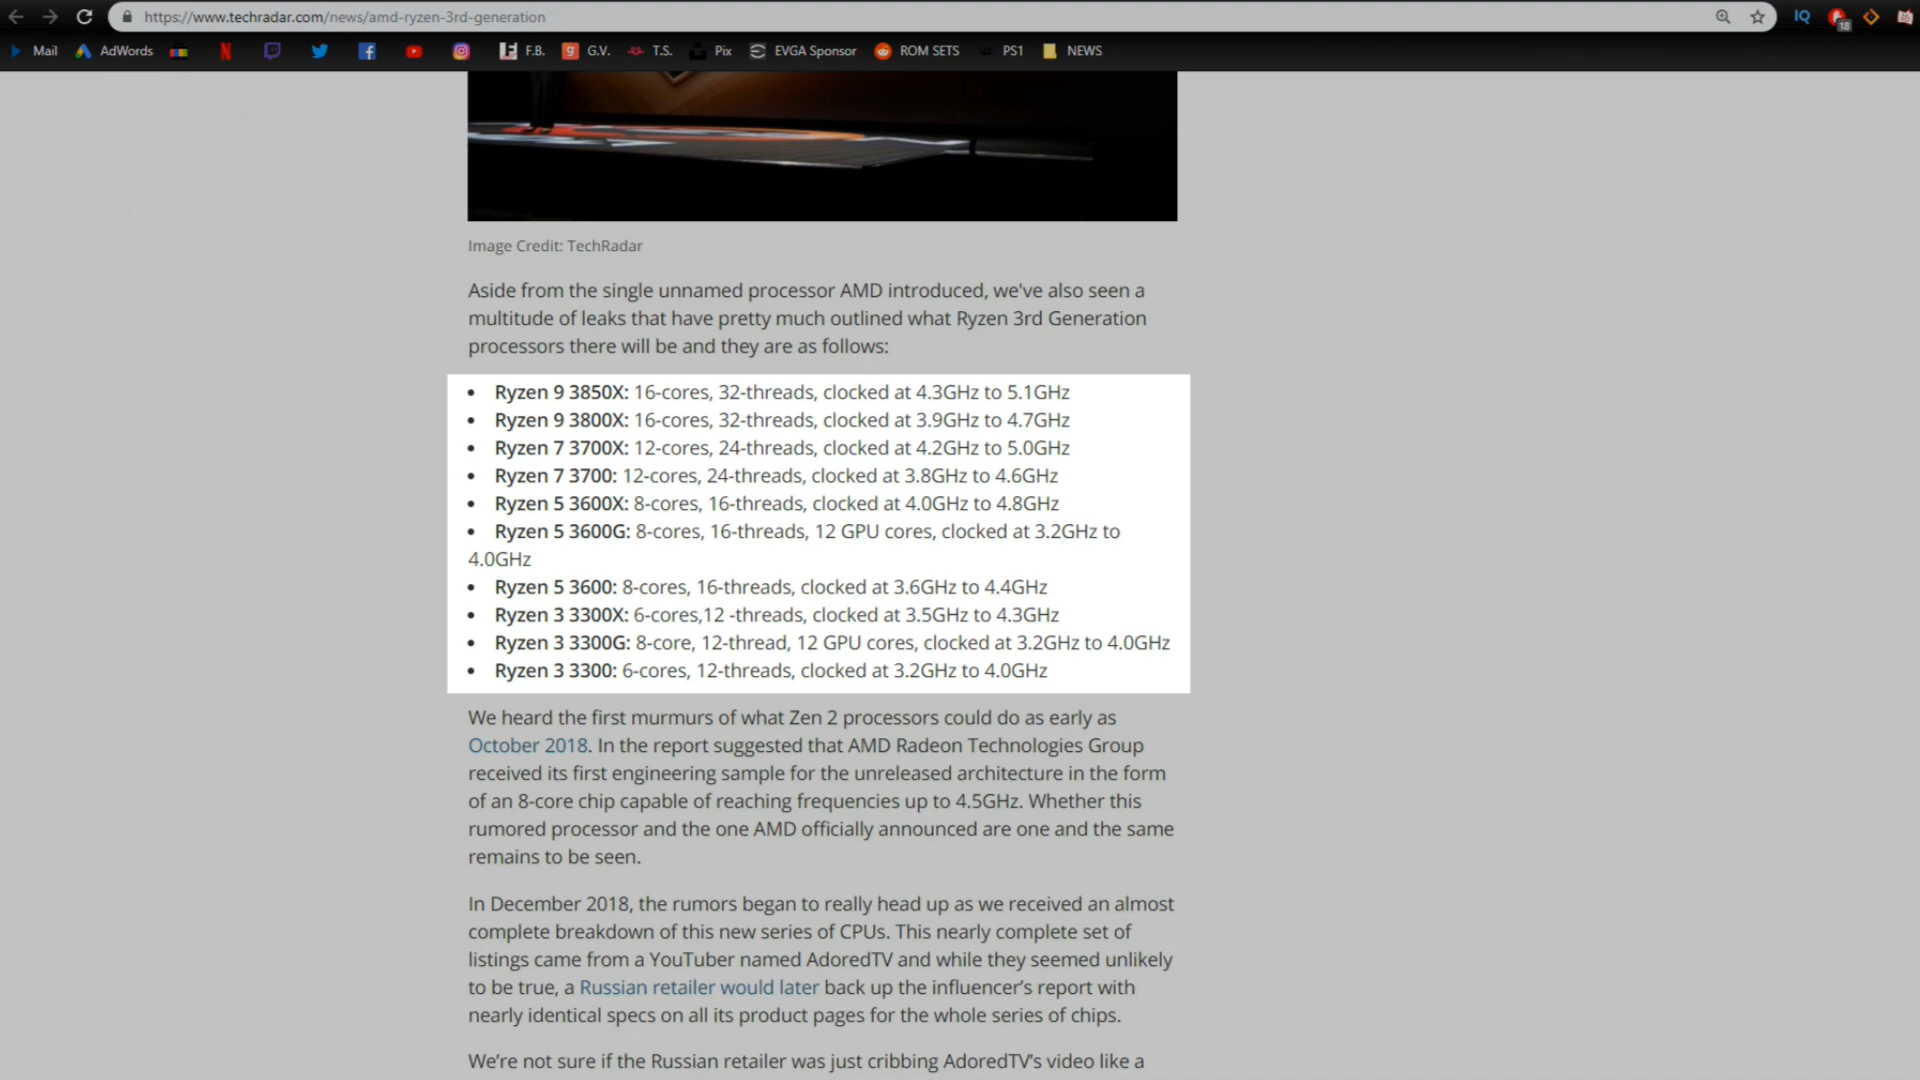 https://www.techradar.com/news/amd-ryzen-3rd-generation
IQ
18
Mail AdWords F.B. G.V. T.S. Pix EVGA Sponsor ROM SETS PS1 NEWS
Image Credit: TechRadar
Aside from the single unnamed processor AMD introduced, we've also seen a
multitude of leaks that have pretty much outlined what Ryzen 3rd Generation
processors there will be and they are as follows:
• Ryzen 9 3850X: 16-cores, 32-threads, clocked at 4.3GHz to 5.1GHz
• Ryzen 9 3800X: 16-cores, 32-threads, clocked at 3.9GHz to 4.7GHz
• Ryzen 7 3700X: 12-cores, 24-threads, clocked at 4.2GHz to 5.0GHz
• Ryzen 7 3700: 12-cores, 24-threads, clocked at 3.8GHz to 4.6GHz
• Ryzen 5 3600X: 8-cores, 16-threads, clocked at 4.0GHz to 4.8GHz
• Ryzen 5 3600G: 8-cores, 16-threads, 12 GPU cores, clocked at 3.2GHz to
4.0GHz
• Ryzen 5 3600: 8-cores, 16-threads, clocked at 3.6GHz to 4.4GHz
• Ryzen 3 3300X: 6-cores,12 -threads, clocked at 3.5GHz to 4.3GHz
• Ryzen 3 3300G: 8-core, 12-thread, 12 GPU cores, clocked at 3.2GHz to 4.0GHz
• Ryzen 3 3300: 6-cores, 12-threads, clocked at 3.2GHz to 4.0GHz
We heard the first murmurs of what Zen 2 processors could do as early as
October 2018. In the report suggested that AMD Radeon Technologies Group
received its first engineering sample for the unreleased architecture in the form
of an 8-core chip capable of reaching frequencies up to 4.5GHz. Whether this
rumored processor and the one AMD officially announced are one and the same
remains to be seen.
In December 2018, the rumors began to really head up as we received an almost
complete breakdown of this new series of CPUs. This nearly complete set of
listings came from a YouTuber named AdoredTV and while they seemed unlikely
to be true, a Russian retailer would later back up the influencer’s report with
nearly identical specs on all its product pages for the whole series of chips.
We’re not sure if the Russian retailer was just cribbing AdoredTV’s video like a